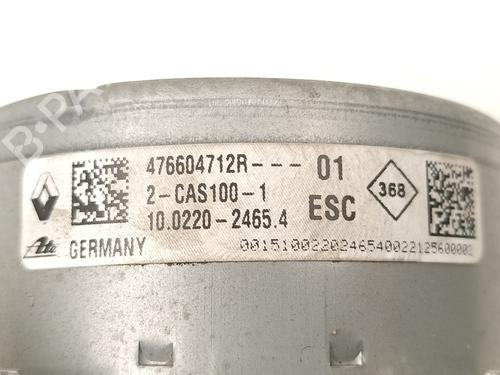 476604712R--- 01
2-CAS100-1
10.0220-2465.4 ESC
368
Ate GERMANY
0015100220246540022125600002
B-PA